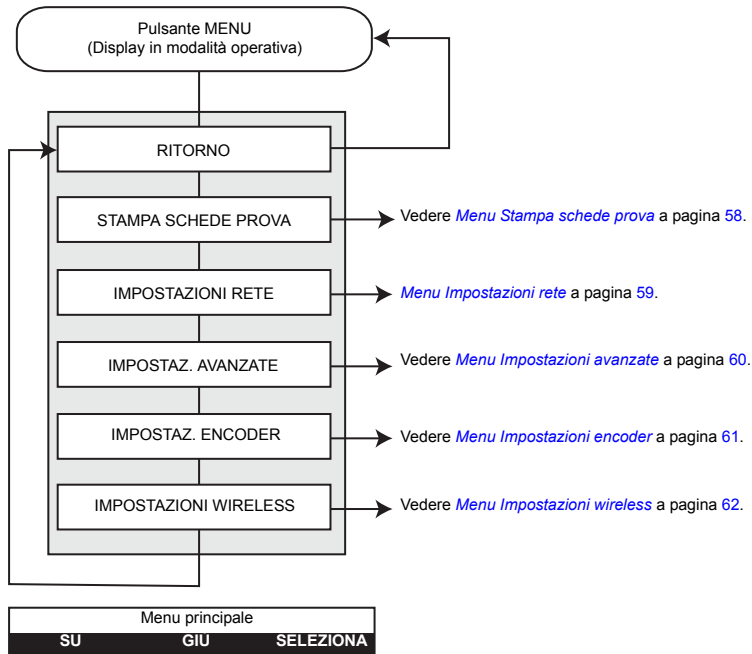 Pulsante MENU
(Display in modalità operativa)
RITORNO
STAMPA SCHEDE PROVA
Vedere Menu Stampa schede prova a pagina 58.
IMPOSTAZIONI RETE
Menu Impostazioni rete a pagina 59.
IMPOSTAZ. AVANZATE
Vedere Menu Impostazioni avanzate a pagina 60.
IMPOSTAZ. ENCODER
Vedere Menu Impostazioni encoder a pagina 61.
IMPOSTAZIONI WIRELESS
Vedere Menu Impostazioni wireless a pagina 62.
Menu principale
SU GIU SELEZIONA